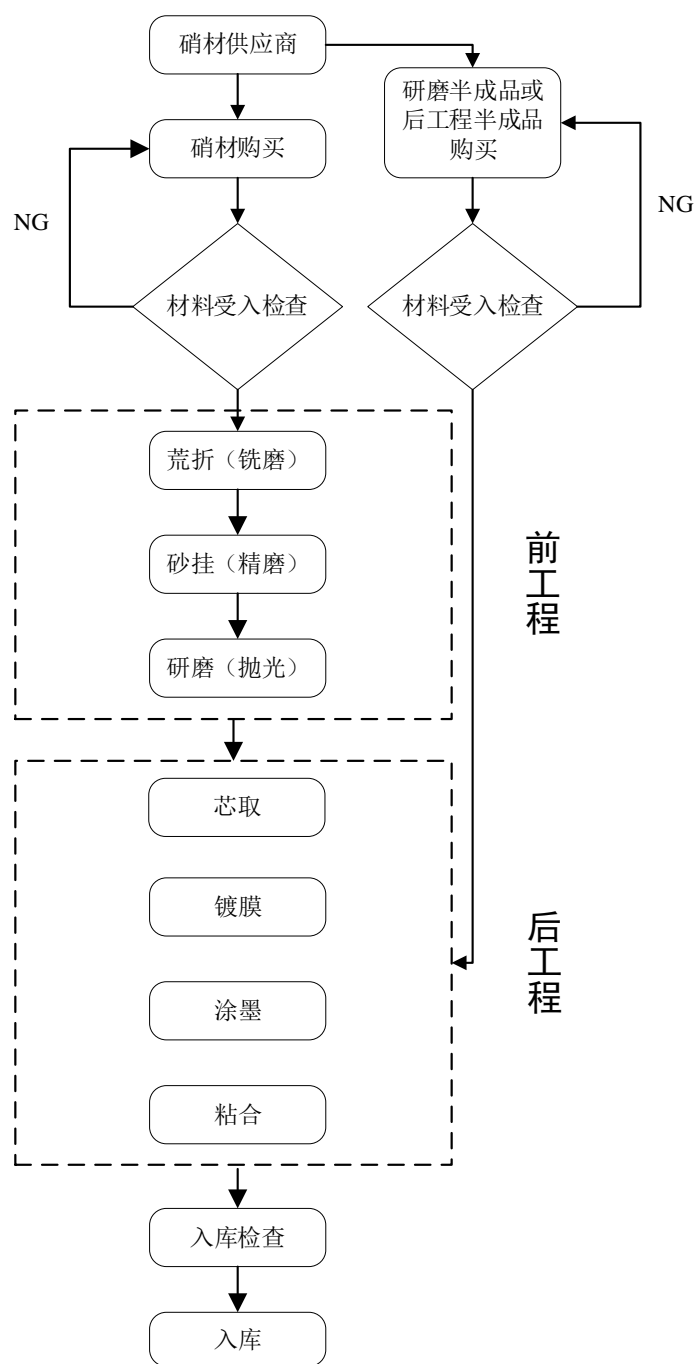 硝材供应商
研磨半成品或
后工程半成品
购买
硝材购买
NG
NG
材料受入检查
材料受入检查
荒折（铣磨）
砂挂（精磨）
研磨（抛光）
前工程
芯取
镀膜
涂墨
粘合
后工程
入库检查
入库